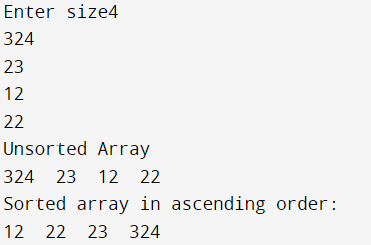 Enter size4
324
23
12
22
Unsorted Array
324  23  12  22
Sorted array in ascending order:
12  22  23  324